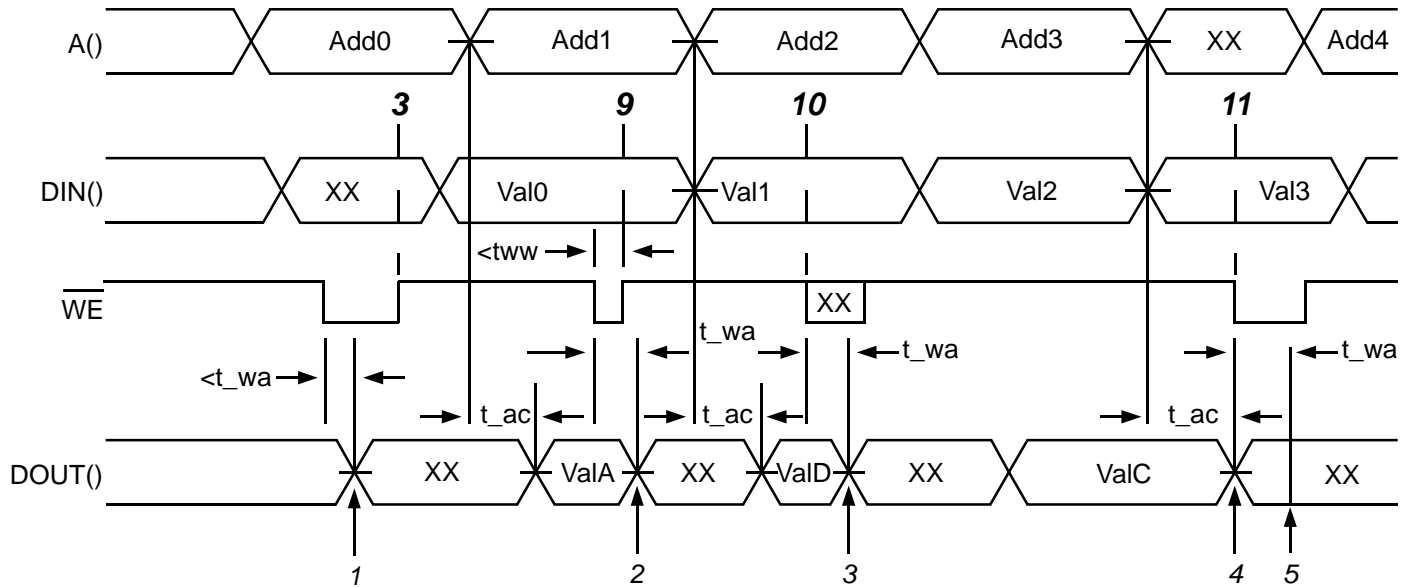 A() Add0 Add1 Add2 Add3 XX Add4
3 9 10 11
DIN() XX Val0 Val1 Val2 Val3
<tww
WE XX
t_wa t_wa t_wa
<t_wa
t_ac t_ac t_ac
DOUT() XX ValA XX ValD XX ValC XX
1 2 3 4 5